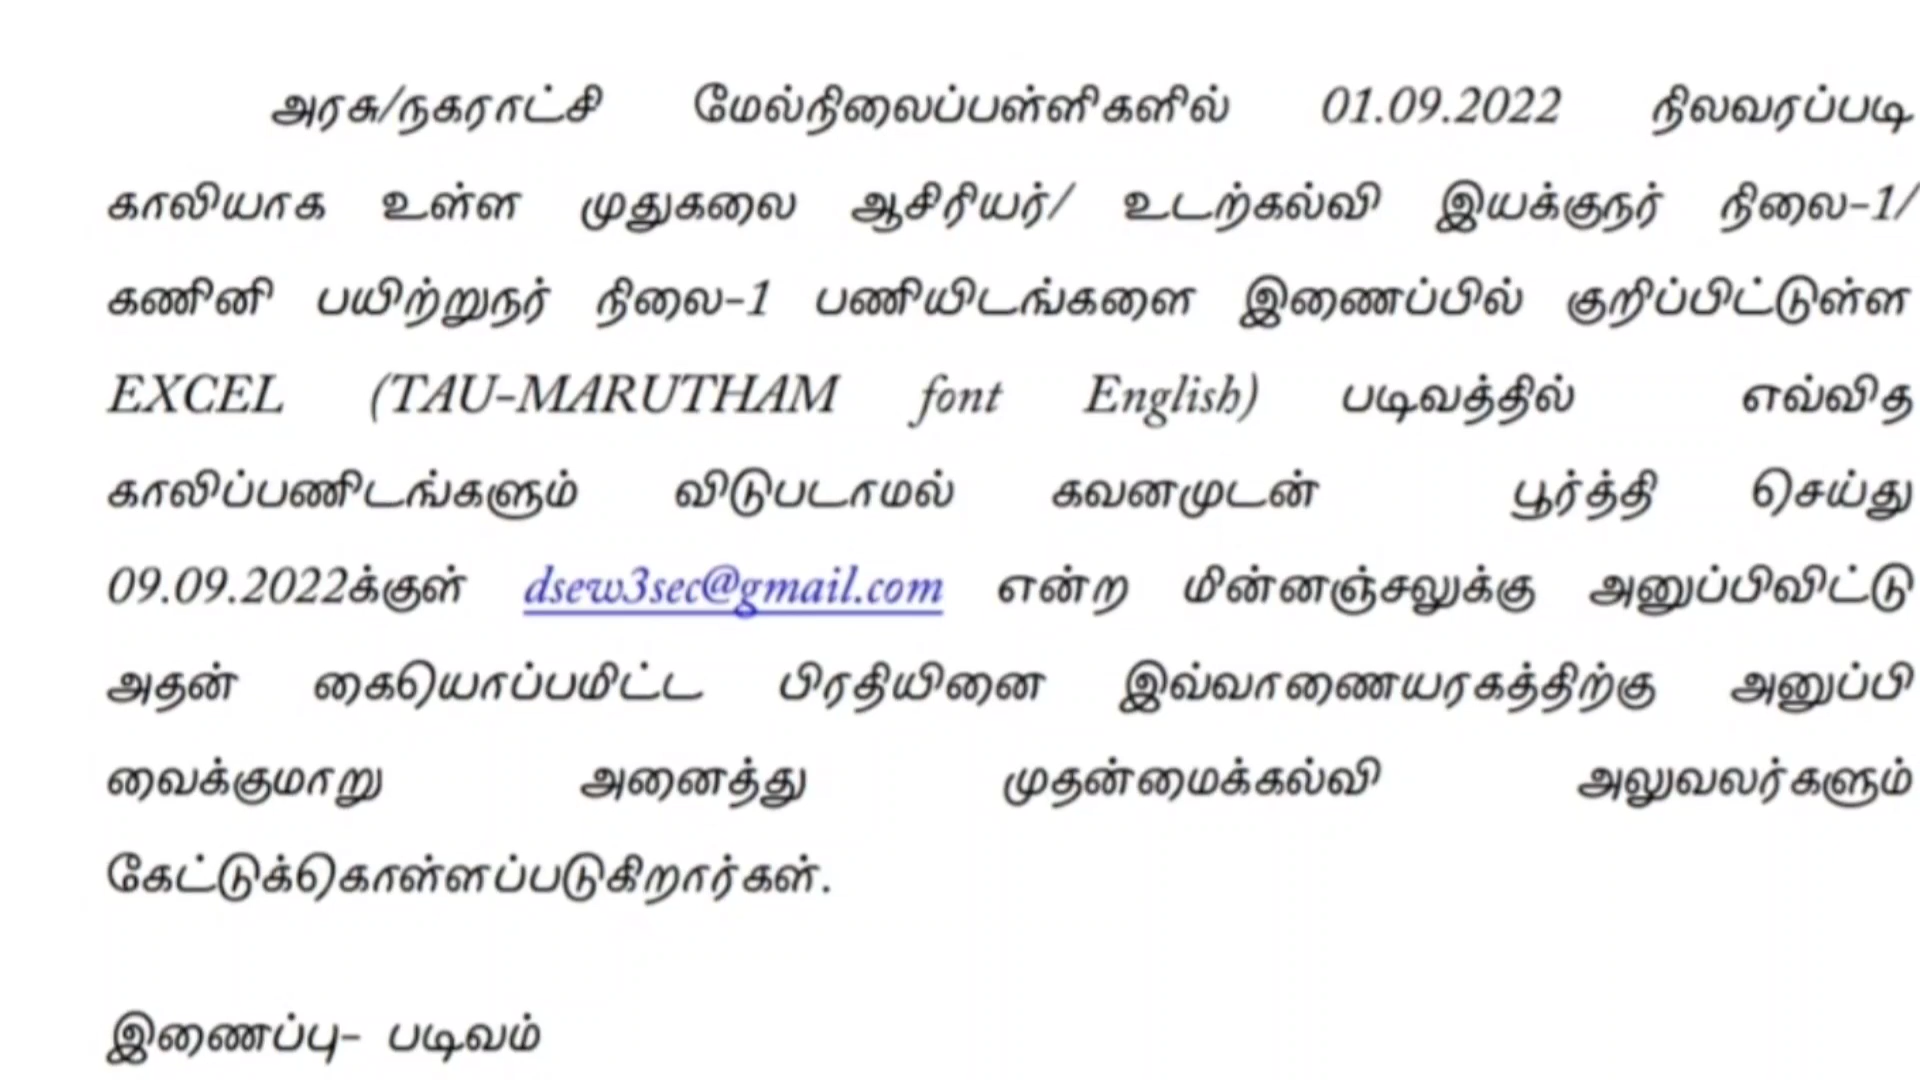 அரசு/நகராட்சி மேல்நிலைப்பள்ளிகளில் 01.09.2022 நிலவரப்படி
காலியாக உள்ள முதுகலை ஆசிரியர்/ உடற்கல்வி இயக்குநர் நிலை-1/
கணினி பயிற்றுநர் நிலை-1 பணியிடங்களை இணைப்பில் குறிப்பிட்டுள்ள
EXCEL (TAU-MARUTHAM font English) படிவத்தில் எவ்வித
காலிப்பணிடங்களும் விடுபடாமல் கவனமுடன் பூர்த்தி செய்து
09.09.2022க்குள் dsew3sec@gmail.com என்ற மின்னஞ்சலுக்கு அனுப்பிவிட்டு
அதன் கையொப்பமிட்ட பிரதியினை இவ்வாணையரகத்திற்கு அனுப்பி
வைக்குமாறு அனைத்து முதன்மைக்கல்வி அலுவலர்களும்
கேட்டுக்கொள்ளப்படுகிறார்கள்.
இணைப்பு- படிவம்